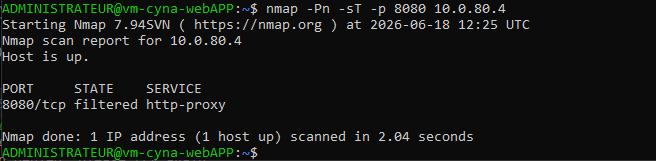 ADMINISTRATEUR@vm-cyna-webAPP:~$ nmap -Pn -sT -p 8080 10.0.80.4
Starting Nmap 7.94SVN ( https://nmap.org ) at 2026-06-18 12:25 UTC
Nmap scan report for 10.0.80.4
Host is up.
PORT     STATE    SERVICE
8080/tcp filtered http-proxy
Nmap done: 1 IP address (1 host up) scanned in 2.04 seconds
ADMINISTRATEUR@vm-cyna-webAPP:~$